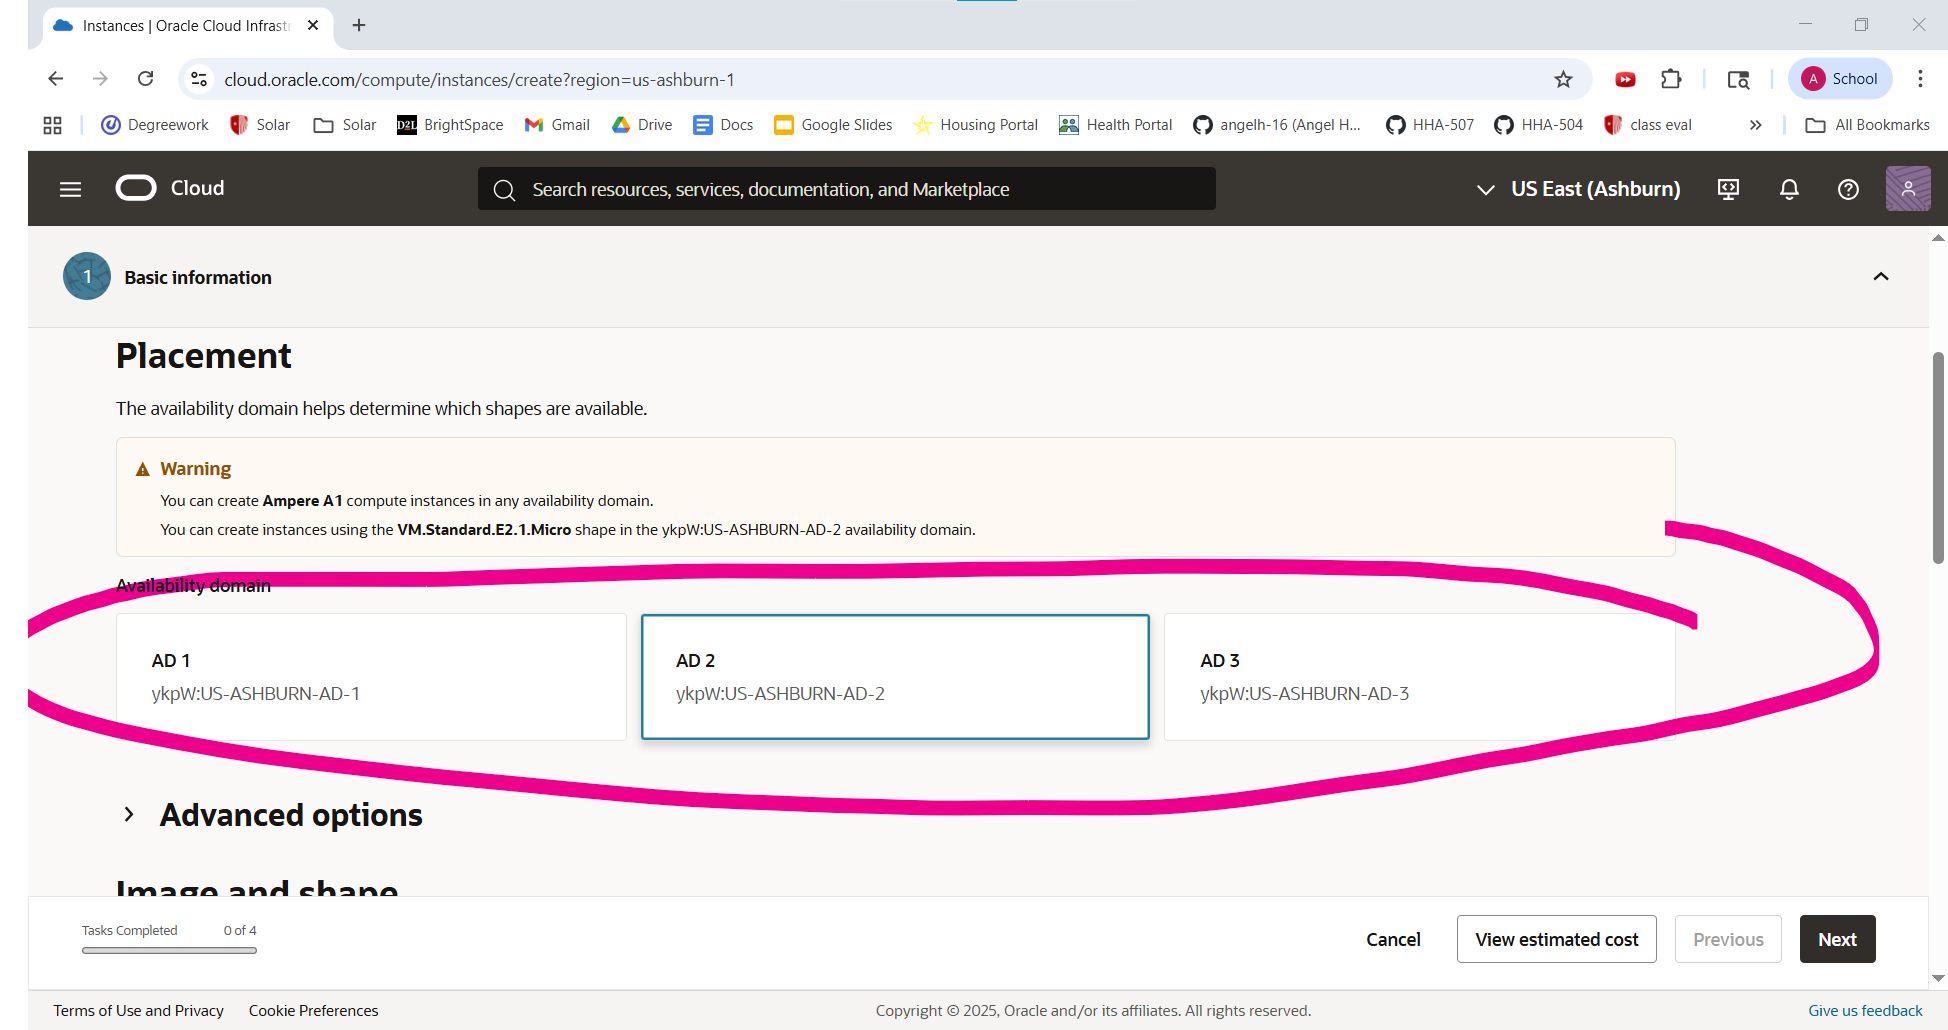 Instances | Oracle Cloud Infrastr
cloud.oracle.com/compute/instances/create?region=us-ashburn-1
A School
Degreework Solar Solar D2L BrightSpace Gmail Drive Docs Google Slides Housing Portal Health Portal angelh-16 (Angel H... HHA-507 HHA-504 class eval All Bookmarks
Cloud Search resources, services, documentation, and Marketplace US East (Ashburn)
1 Basic information
Placement
The availability domain helps determine which shapes are available.
Warning
You can create Ampere A1 compute instances in any availability domain.
You can create instances using the VM.Standard.E2.1.Micro shape in the ykpW:US-ASHBURN-AD-2 availability domain.
Availability domain
AD 1
ykpW:US-ASHBURN-AD-1
AD 2
ykpW:US-ASHBURN-AD-2
AD 3
ykpW:US-ASHBURN-AD-3
Advanced options
Image and shape
Tasks Completed 0 of 4
Cancel View estimated cost Previous Next
Terms of Use and Privacy Cookie Preferences Copyright © 2025, Oracle and/or its affiliates. All rights reserved. Give us feedback